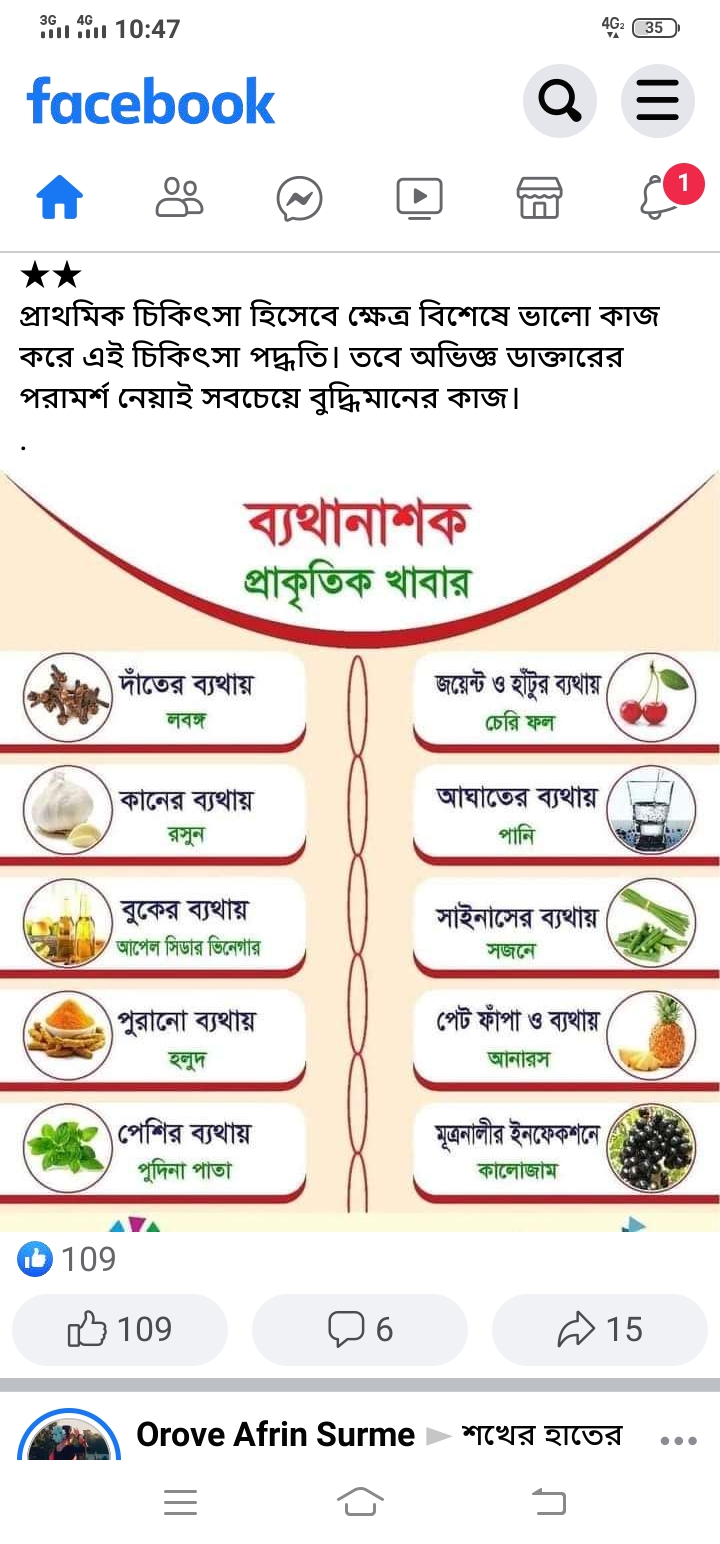 3G 4G 10:47 4G2 35
facebook
1
★★
প্রাথমিক চিকিৎসা হিসেবে ক্ষেত্র বিশেষে ভালো কাজ
করে এই চিকিৎসা পদ্ধতি। তবে অভিজ্ঞ ডাক্তারের
পরামর্শ নেয়াই সবচেয়ে বুদ্ধিমানের কাজ।
.
ব্যথানাশক
প্রাকৃতিক খাবার
দাঁতের ব্যথায়
লবঙ্গ
কানের ব্যথায়
রসুন
বুকের ব্যথায়
আপেল সিডার ভিনেগার
পুরানো ব্যথায়
হলুদ
পেশির ব্যথায়
পুদিনা পাতা
জয়েন্ট ও হাঁটুর ব্যথায়
চেরি ফল
আঘাতের ব্যথায়
পানি
সাইনাসের ব্যথায়
সজনে
পেট ফাঁপা ও ব্যথায়
আনারস
মূত্রনালীর ইনফেকশনে
কালোজাম
109
109 6 15
Orove Afrin Surme ► শখের হাতের